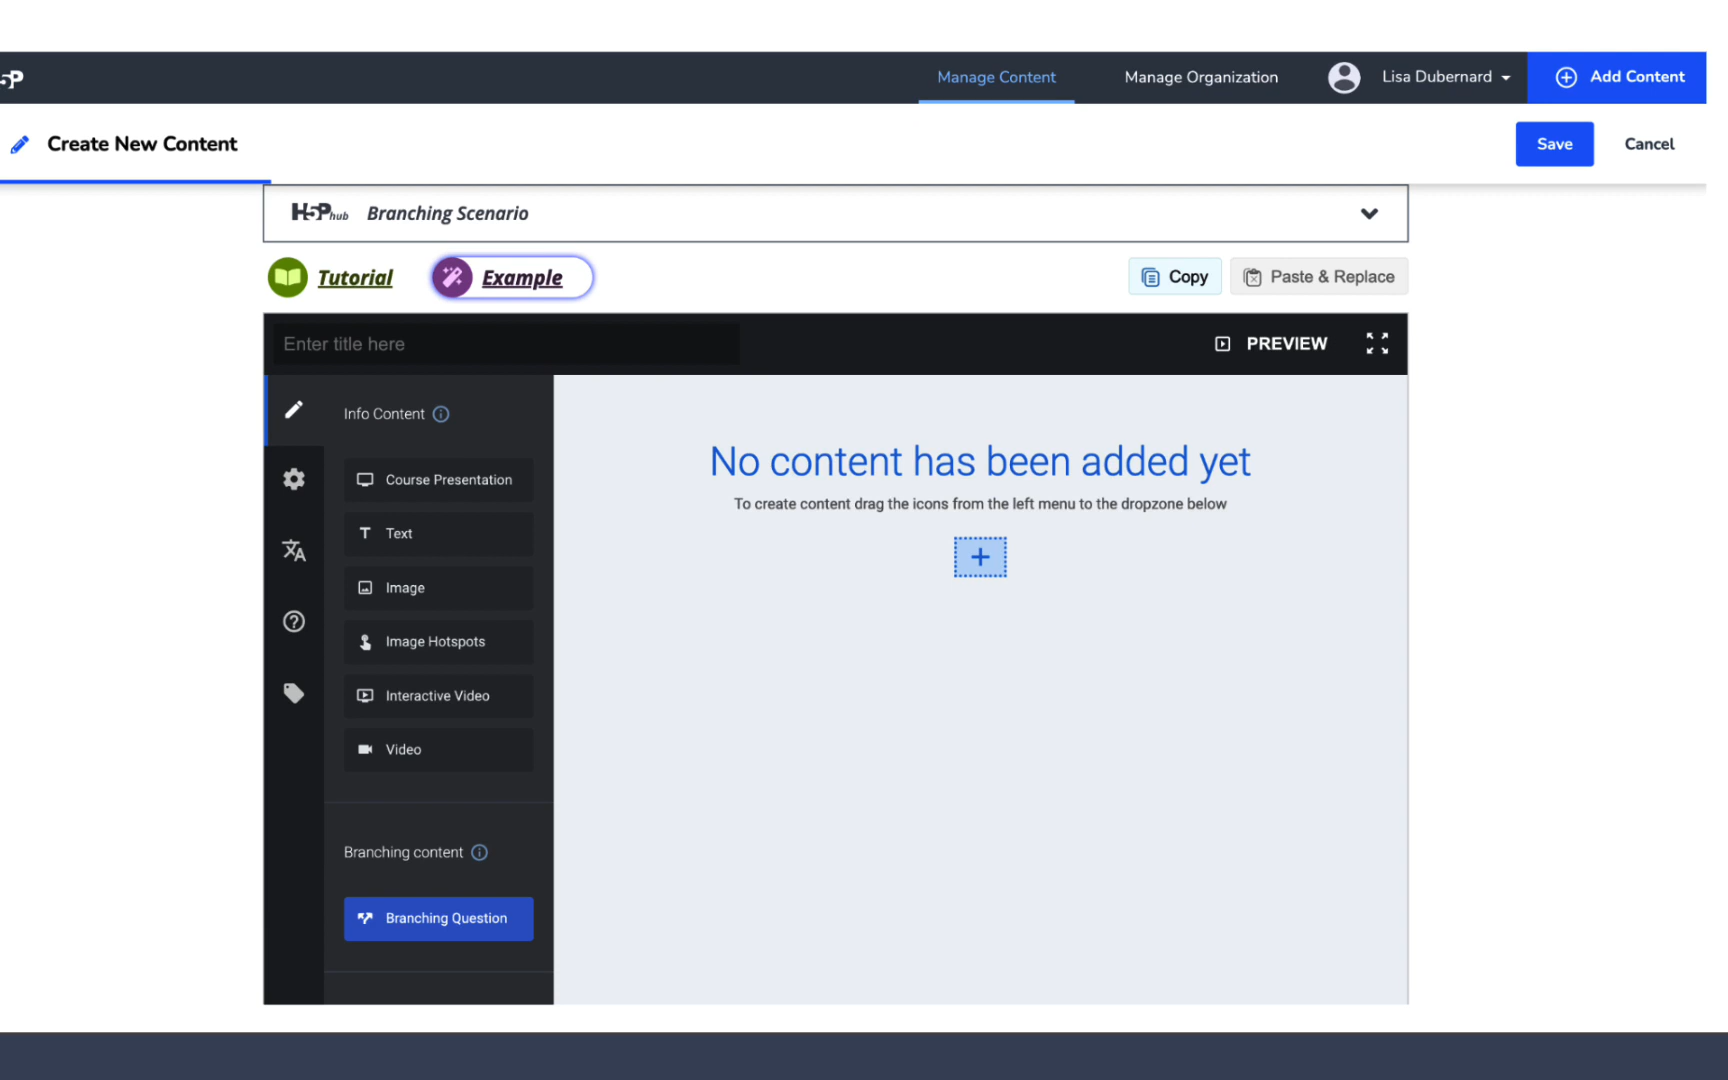 Manage Content
Manage Organization
Lisa Dubernard
Add Content
Create New Content
Save
Cancel
H5P hub Branching Scenario
Tutorial
Example
Copy
Paste & Replace
Enter title here
PREVIEW
Info Content
Course Presentation
Text
Image
Image Hotspots
Interactive Video
Video
Branching content
Branching Question
No content has been added yet
To create content drag the icons from the left menu to the dropzone below